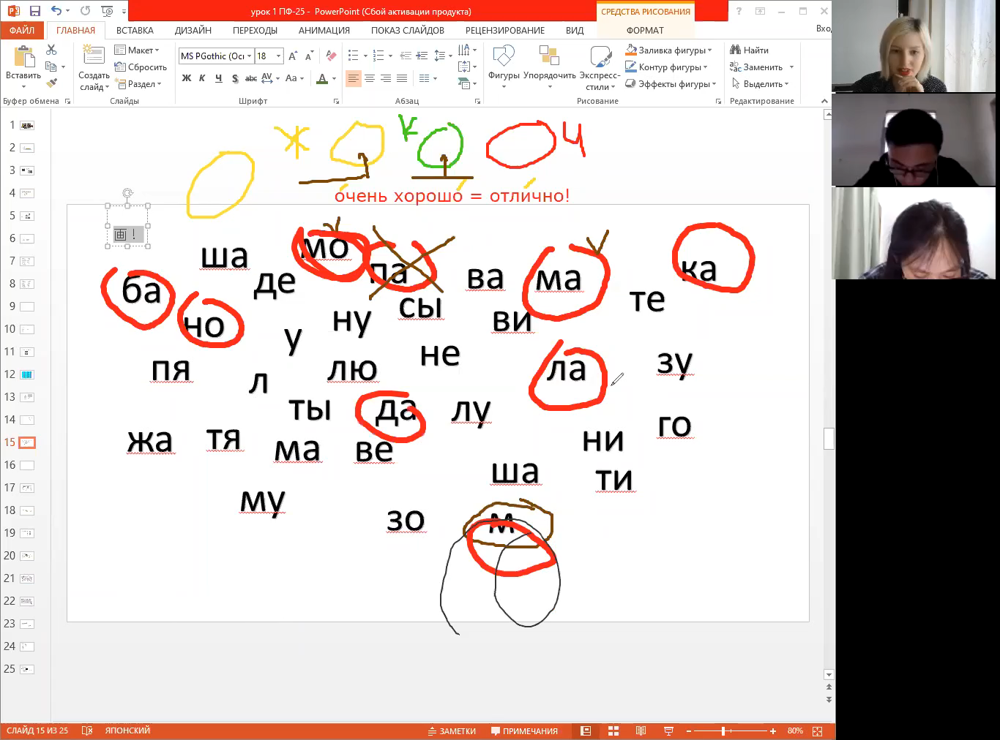 урок 1 ПФ-25 - PowerPoint (Сбой активации продукта)
СРЕДСТВА РИСОВАНИЯ
ФАЙЛ ГЛАВНАЯ ВСТАВКА ДИЗАЙН ПЕРЕХОДЫ АНИМАЦИЯ ПОКАЗ СЛАЙДОВ РЕЦЕНЗИРОВАНИЕ ВИД ФОРМАТ
Вставить
Создать слайд
Макет
Сбросить
Раздел
MS PGothic (Осн 18
Ж К Ч S abc AV Aa А
Фигуры Упорядочить Экспресс-стили
Заливка фигуры
Контур фигуры
Эффекты фигуры
Найти
Заменить
Выделить
Буфер обмена Слайды Шрифт Абзац Рисование Редактирование
1
2
3
4
5
6
7
8
9
10
11
12
13
14
15
16
17
18
19
20
21
22
23
24
25
Ж К Ч
очень хорошо = отлично!
画！
ша мо па ва ма ка
ба де сы те
но у ну ви
пя л лю не ла зу
ты да лу
жа тя ма ве ни го
ша ти
му зо м
СЛАЙД 15 ИЗ 25 ЯПОНСКИЙ ЗАМЕТКИ ПРИМЕЧАНИЯ 80%